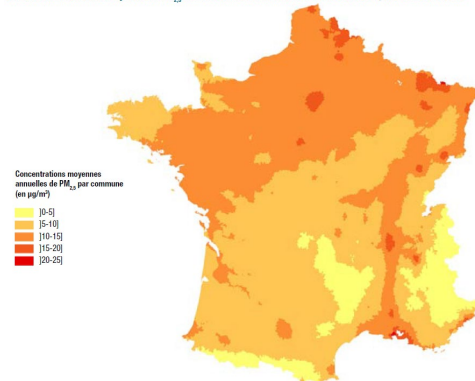 Concentrations moyennes
annuelles de PM2,5 par commune
(en µg/m³)
]0-5]
]5-10]
]10-15]
]15-20]
]20-25]